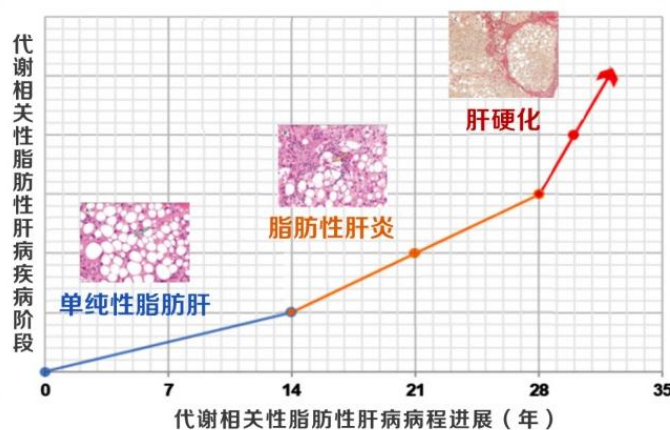 代谢相关性脂肪性肝病疾病阶段
肝硬化
脂肪性肝炎
单纯性脂肪肝
0 7 14 21 28 35
代谢相关性脂肪性肝病病程进展（年）